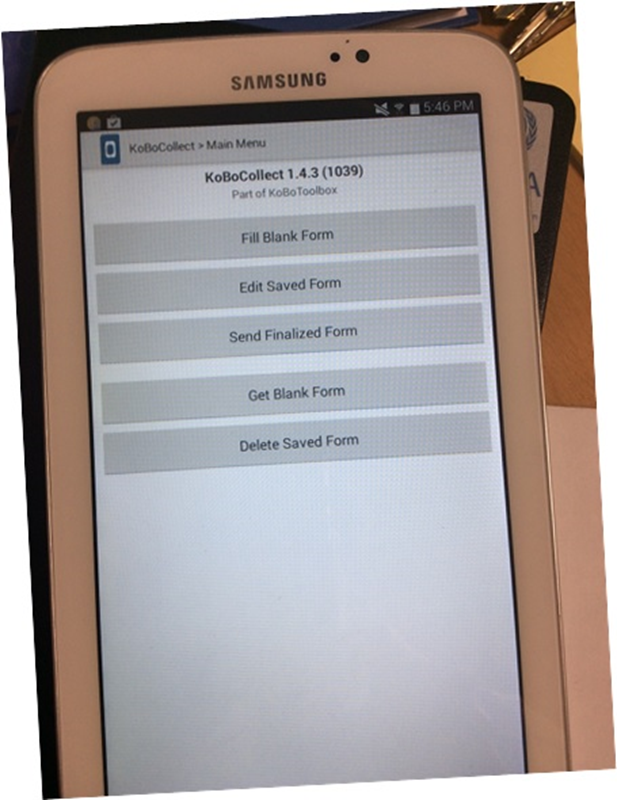 SAMSUNG
5:46 PM
KoBoCollect > Main Menu
KoBoCollect 1.4.3 (1039)
Part of KoBoToolbox
Fill Blank Form
Edit Saved Form
Send Finalized Form
Get Blank Form
Delete Saved Form
A